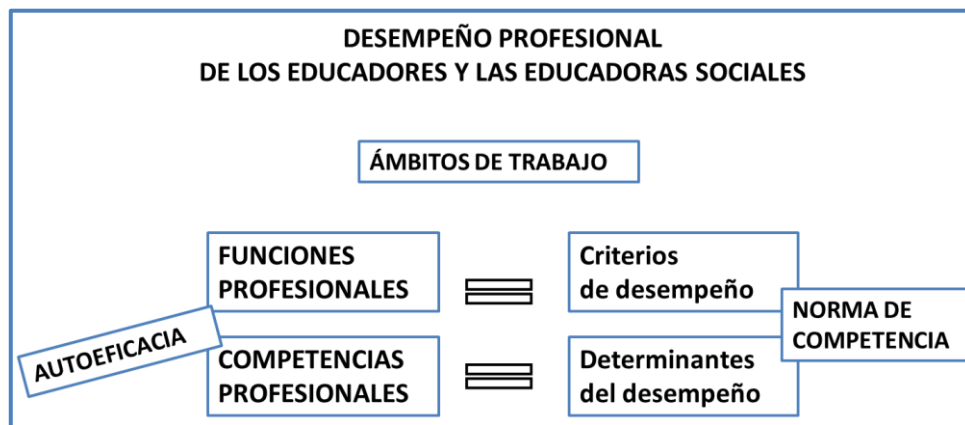 DESEMPEÑO PROFESIONAL
DE LOS EDUCADORES Y LAS EDUCADORAS SOCIALES
ÁMBITOS DE TRABAJO
FUNCIONES
PROFESIONALES
Criterios
de desempeño
AUTOEFICACIA
NORMA DE
COMPETENCIA
COMPETENCIAS
PROFESIONALES
Determinantes
del desempeño